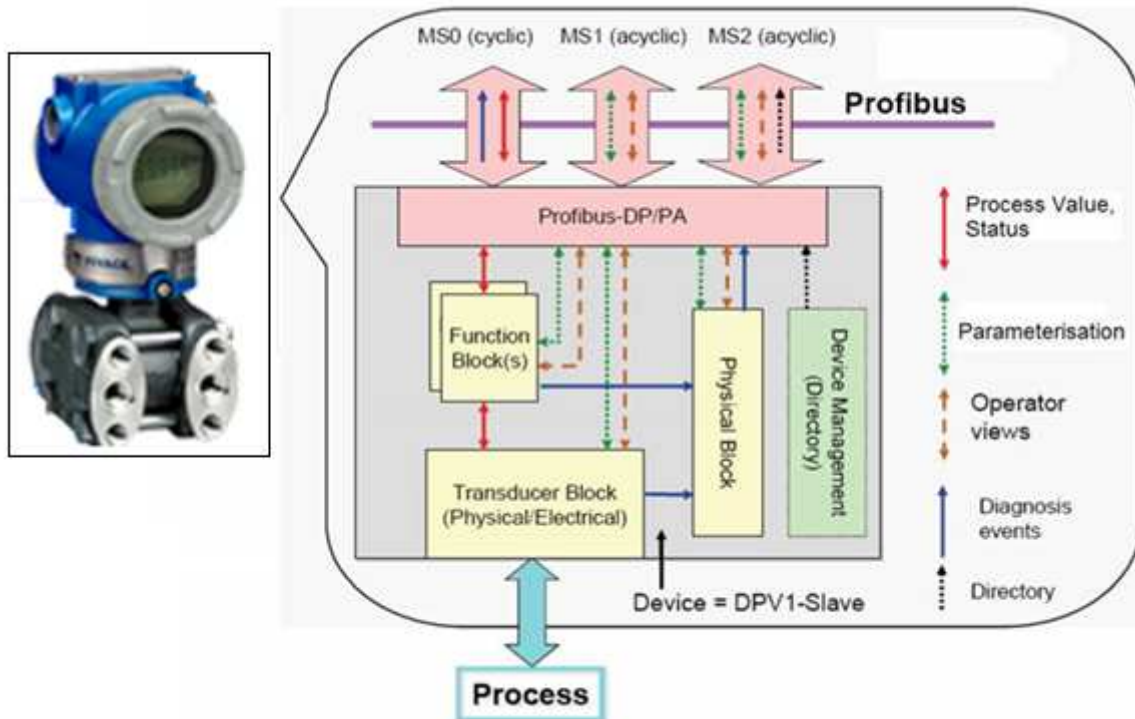 MS0 (cyclic)
MS1 (acyclic)
MS2 (acyclic)
Profibus
Profibus-DP/PA
Process Value,
Status
Function
Block(s)
Parameterisation
Physical Block
Device Management
(Directory)
Operator
views
Transducer Block
(Physical/Electrical)
Diagnosis
events
Device = DPV1-Slave
Directory
Process